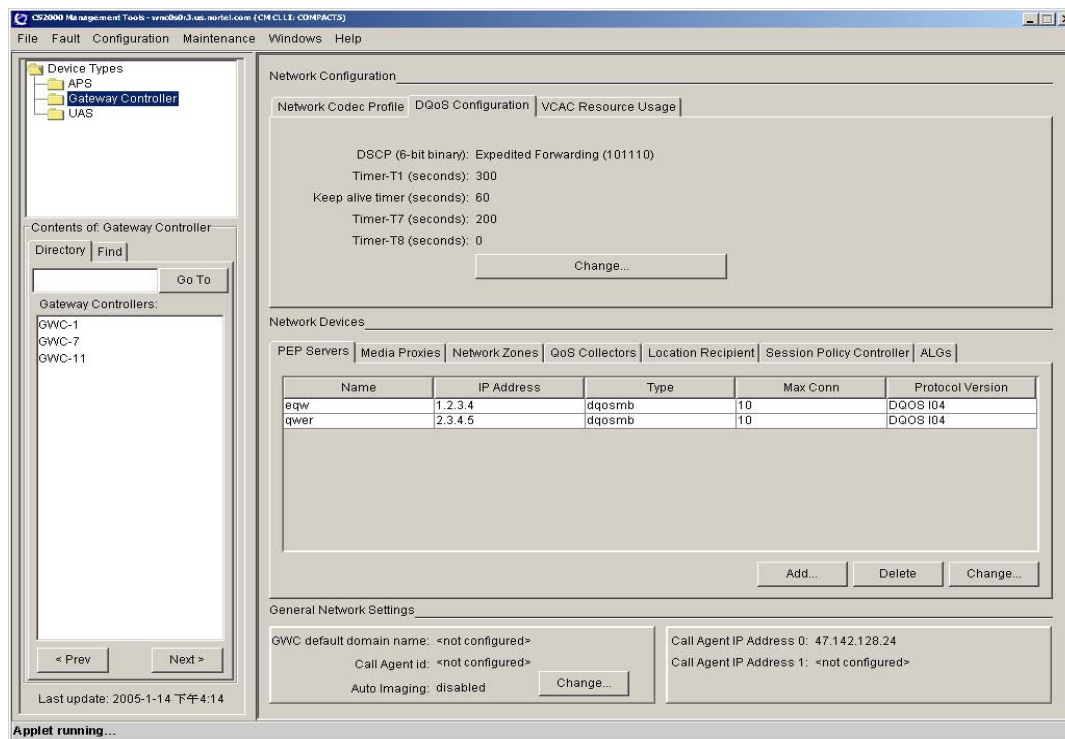 CS2000 Management Tools - wnc0s0r3.us.nortel.com (CM CLLI: COMPACTS)
File Fault Configuration Maintenance Windows Help
Device Types
APS
Gateway Controller
UAS
Contents of: Gateway Controller
Directory Find
Go To
Gateway Controllers:
GWC-1
GWC-7
GWC-11
< Prev Next >
Last update: 2005-1-14 下午4:14
Network Configuration
Network Codec Profile DQoS Configuration VCAC Resource Usage
DSCP (6-bit binary): Expedited Forwarding (101110)
Timer-T1 (seconds): 300
Keep alive timer (seconds): 60
Timer-T7 (seconds): 200
Timer-T8 (seconds): 0
Change...
Network Devices
PEP Servers Media Proxies Network Zones QoS Collectors Location Recipient Session Policy Controller ALGs
Name IP Address Type Max Conn Protocol Version
eqw 1.2.3.4 dqosmb 10 DQOS I04
qwer 2.3.4.5 dqosmb 10 DQOS I04
Add... Delete Change...
General Network Settings
GWC default domain name: <not configured>
Call Agent id: <not configured>
Auto Imaging: disabled Change...
Call Agent IP Address 0: 47.142.128.24
Call Agent IP Address 1: <not configured>
Applet running...